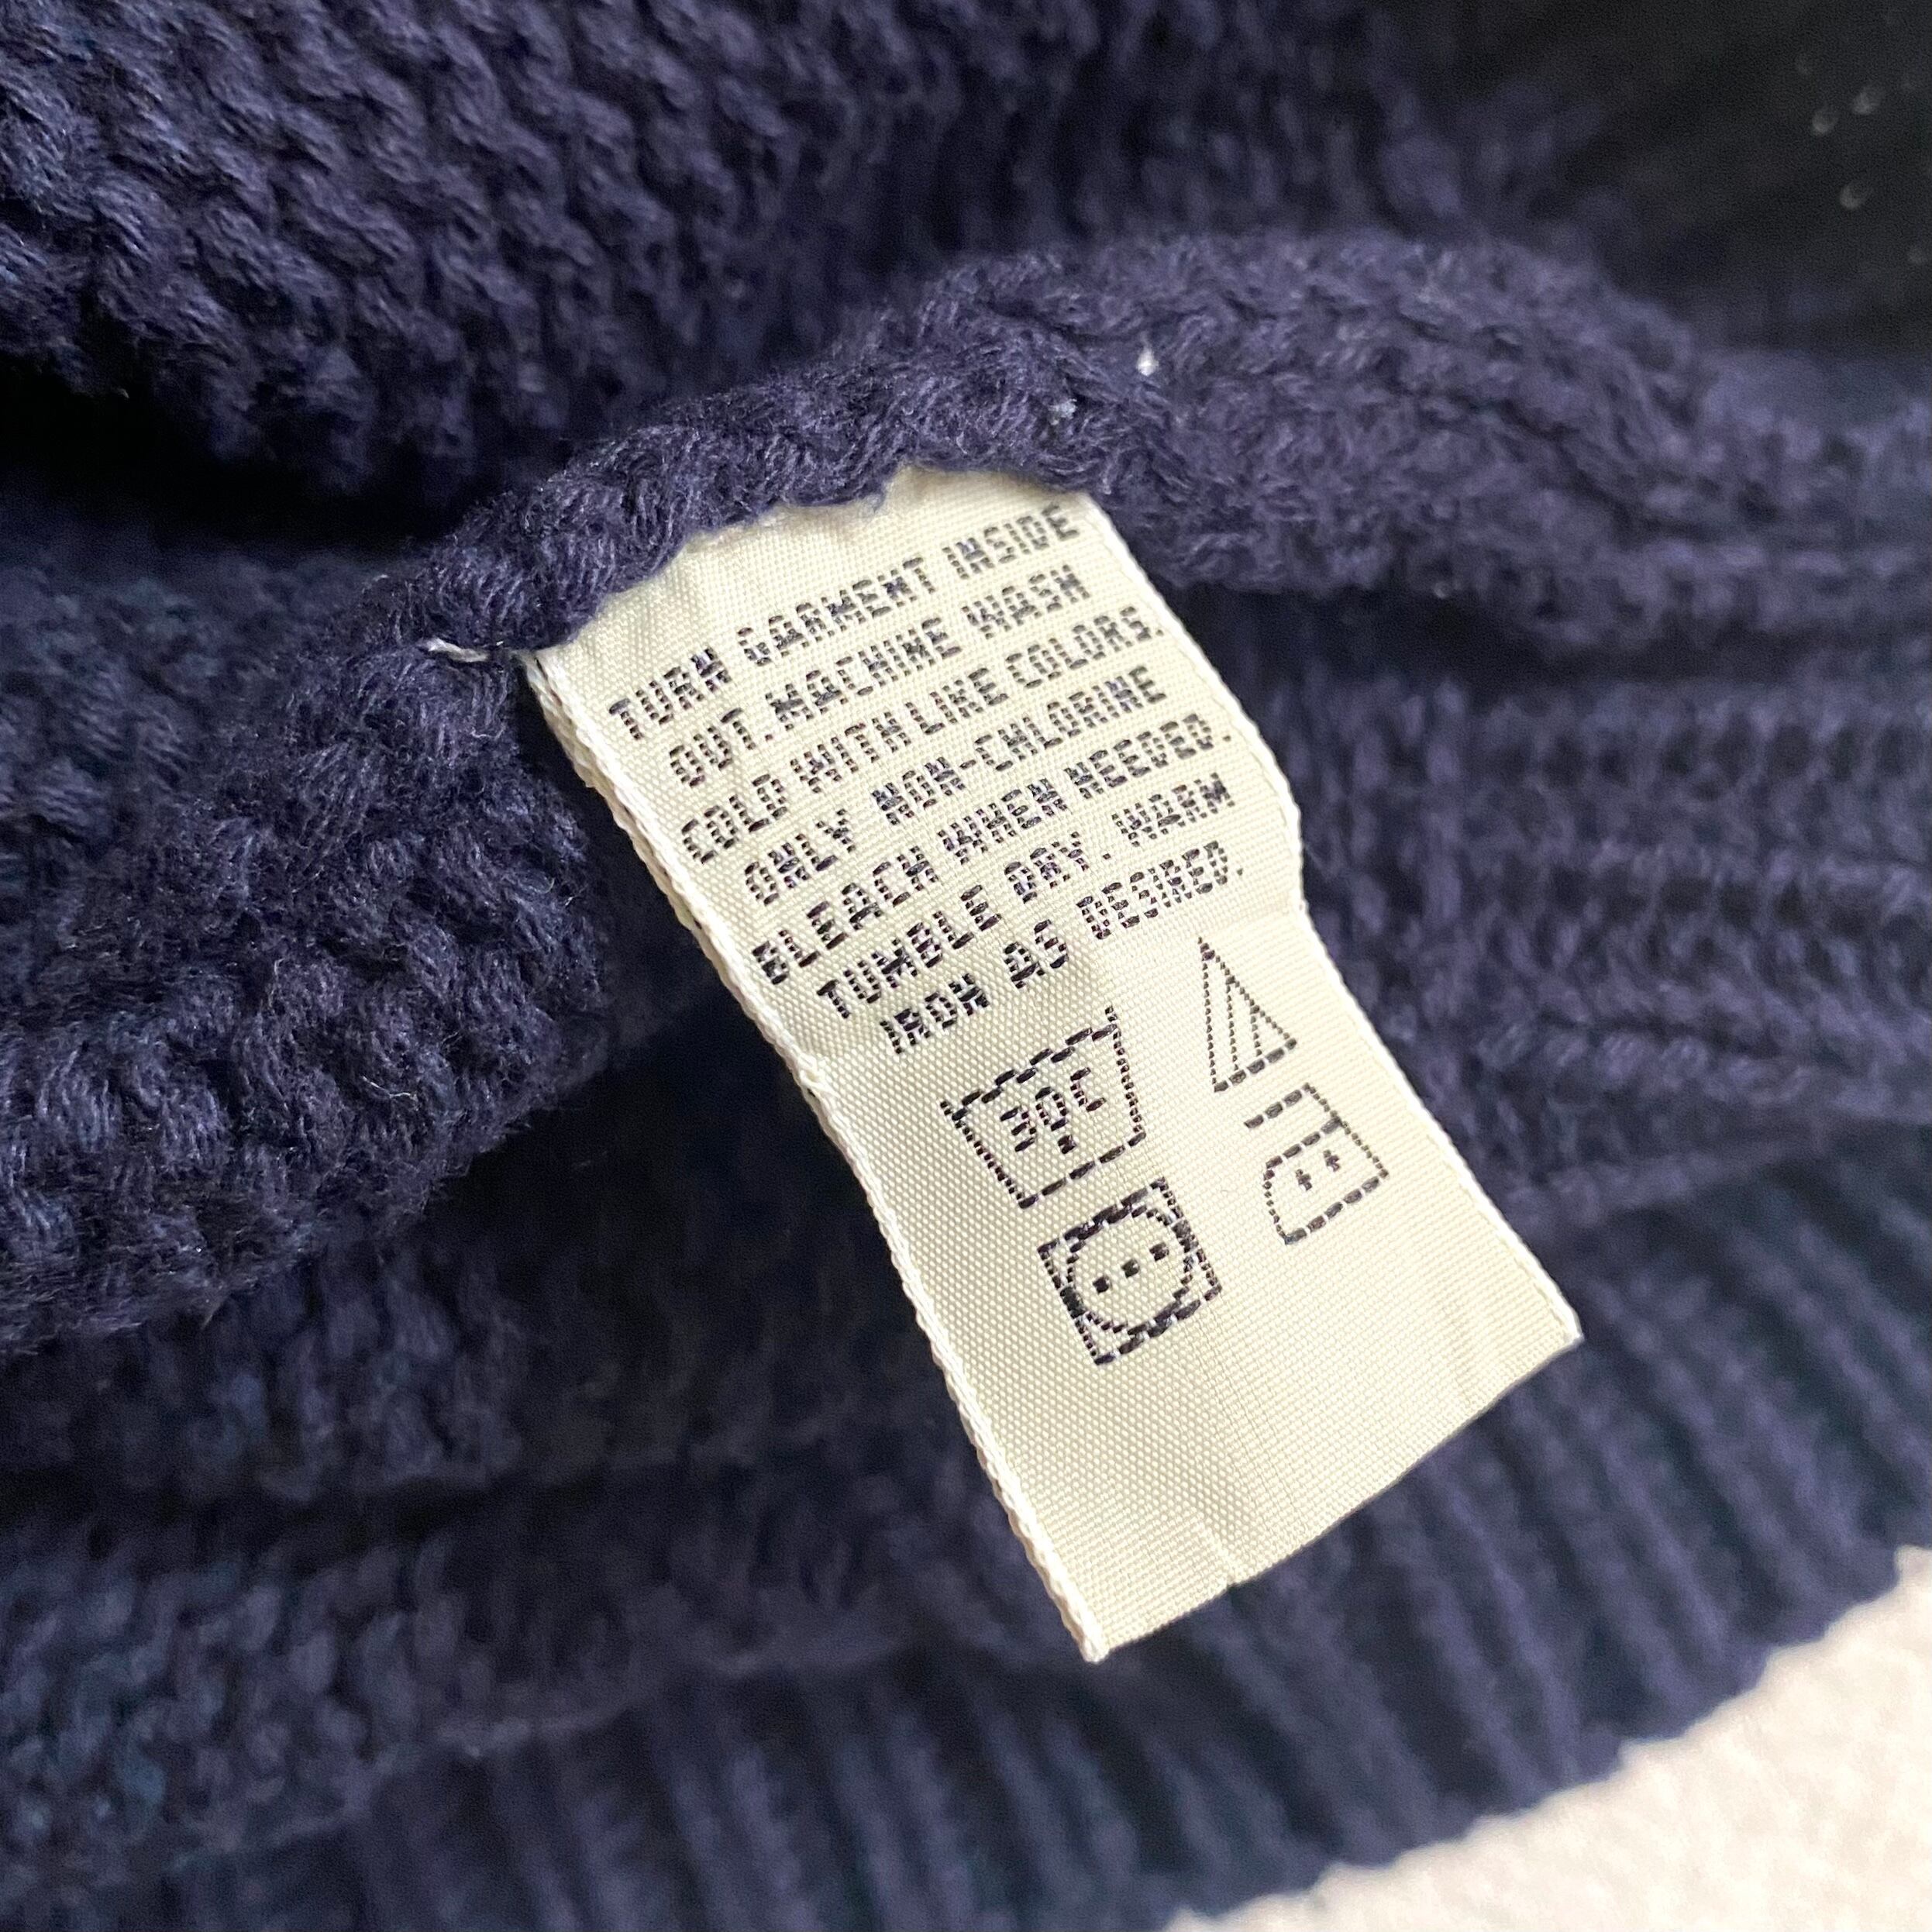 TURN GARMENT INSIDE
OUT. MACHINE WASH
COLD WITH LIKE COLORS.
ONLY NON-CHLORINE
BLEACH WHEN NEEDED.
TUMBLE DRY. WARM
IRON AS DESIRED.
30C